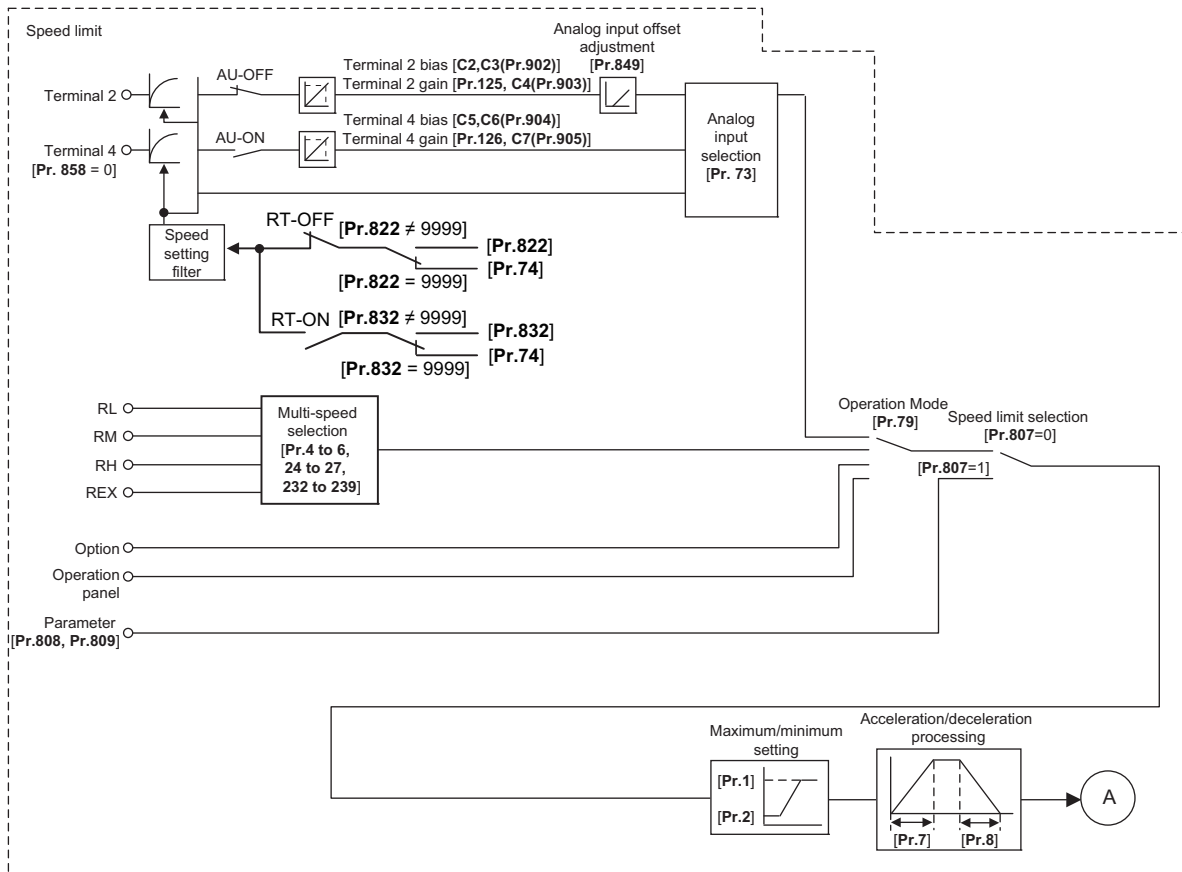 Speed limit
Analog input offset
adjustment
[Pr.849]
Terminal 2
AU-OFF
Terminal 2 bias [C2,C3(Pr.902)]
Terminal 2 gain [Pr.125, C4(Pr.903)]
Terminal 4
[Pr. 858 = 0]
AU-ON
Terminal 4 bias [C5,C6(Pr.904)]
Terminal 4 gain [Pr.126, C7(Pr.905)]
Analog
input
selection
[Pr. 73]
Speed
setting
filter
RT-OFF
[Pr.822 ≠ 9999]
[Pr.822]
[Pr.74]
[Pr.822 = 9999]
RT-ON
[Pr.832 ≠ 9999]
[Pr.832]
[Pr.74]
[Pr.832 = 9999]
RL
RM
RH
REX
Multi-speed
selection
[Pr.4 to 6,
24 to 27,
232 to 239]
Operation Mode
[Pr.79]
Speed limit selection
[Pr.807=0]
[Pr.807=1]
Option
Operation
panel
Parameter
[Pr.808, Pr.809]
Maximum/minimum
setting
[Pr.1]
[Pr.2]
Acceleration/deceleration
processing
[Pr.7]
[Pr.8]
A